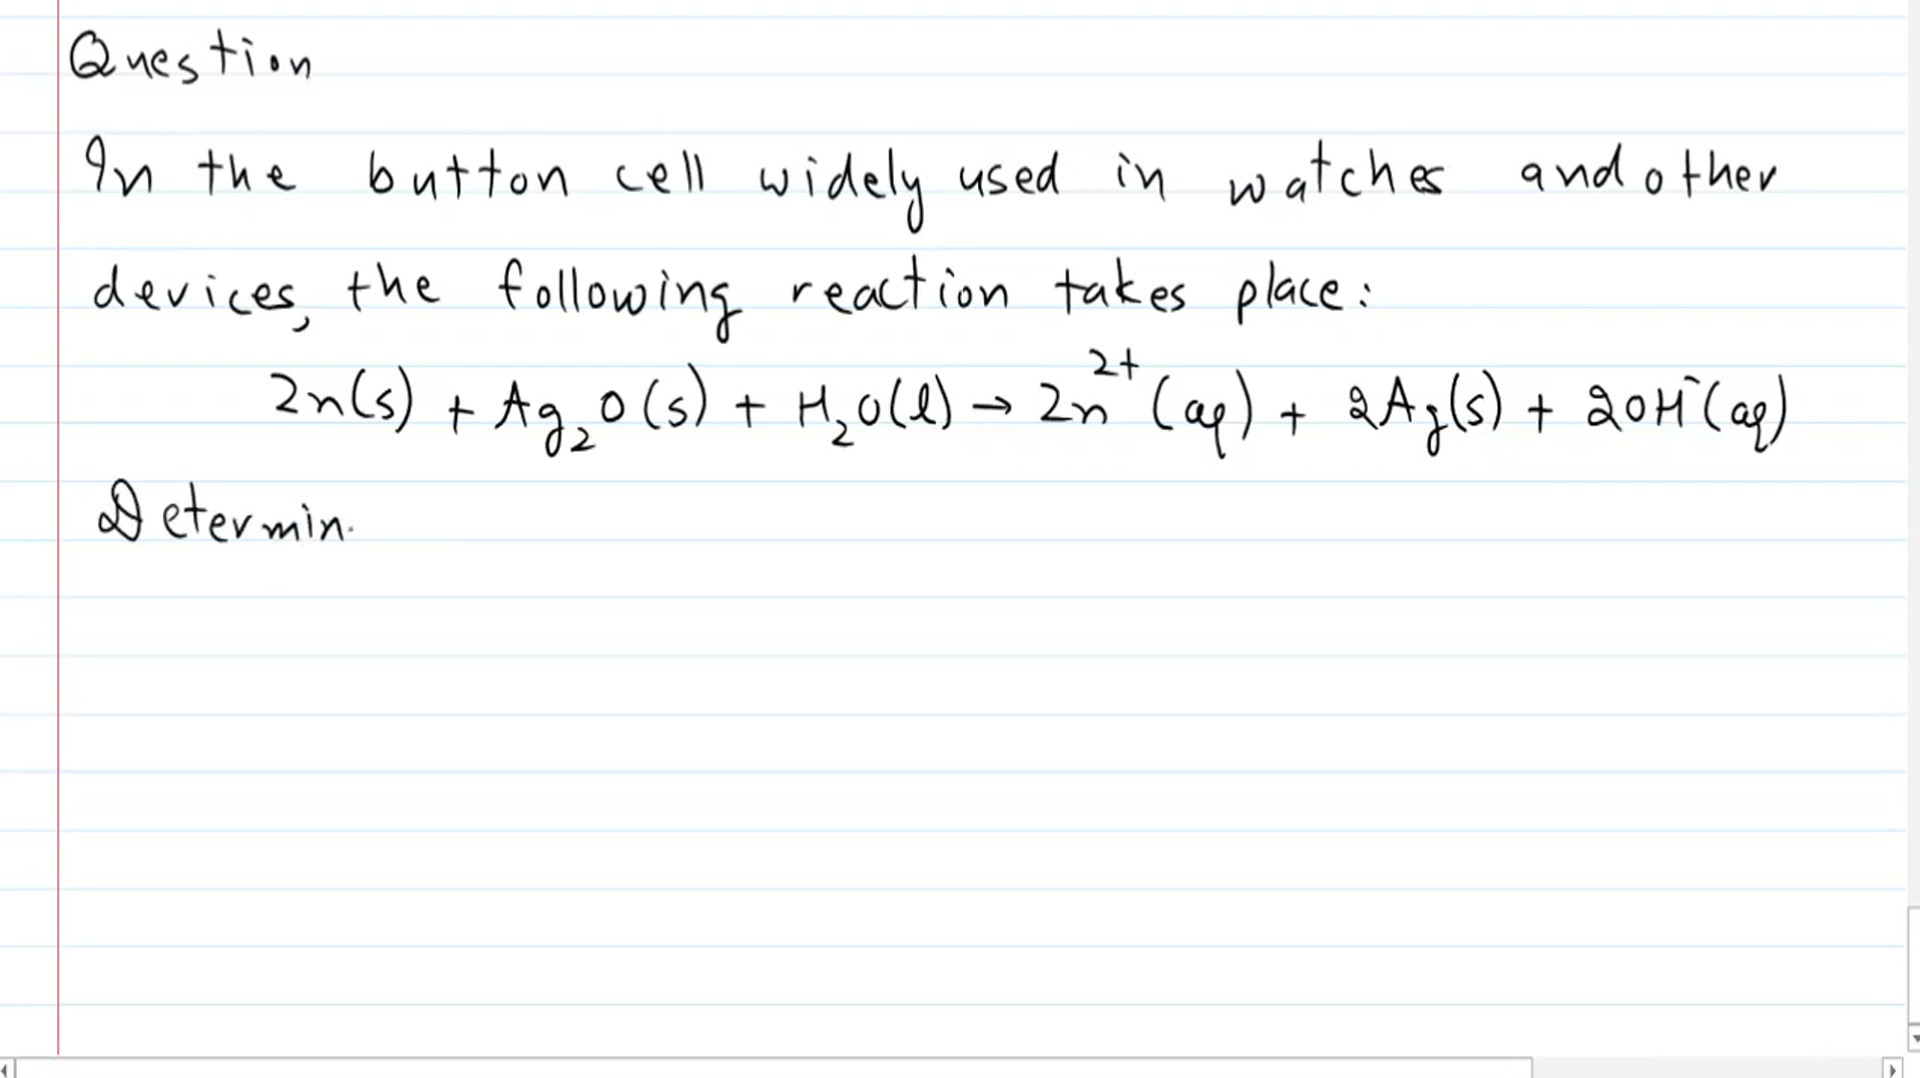 Question
In the button cell widely used in watches and other
devices, the following reaction takes place:
Zn(s) + Ag₂O(s) + H₂O(l) → Zn²⁺(aq) + 2Ag(s) + 2OH⁻(aq)
Determin